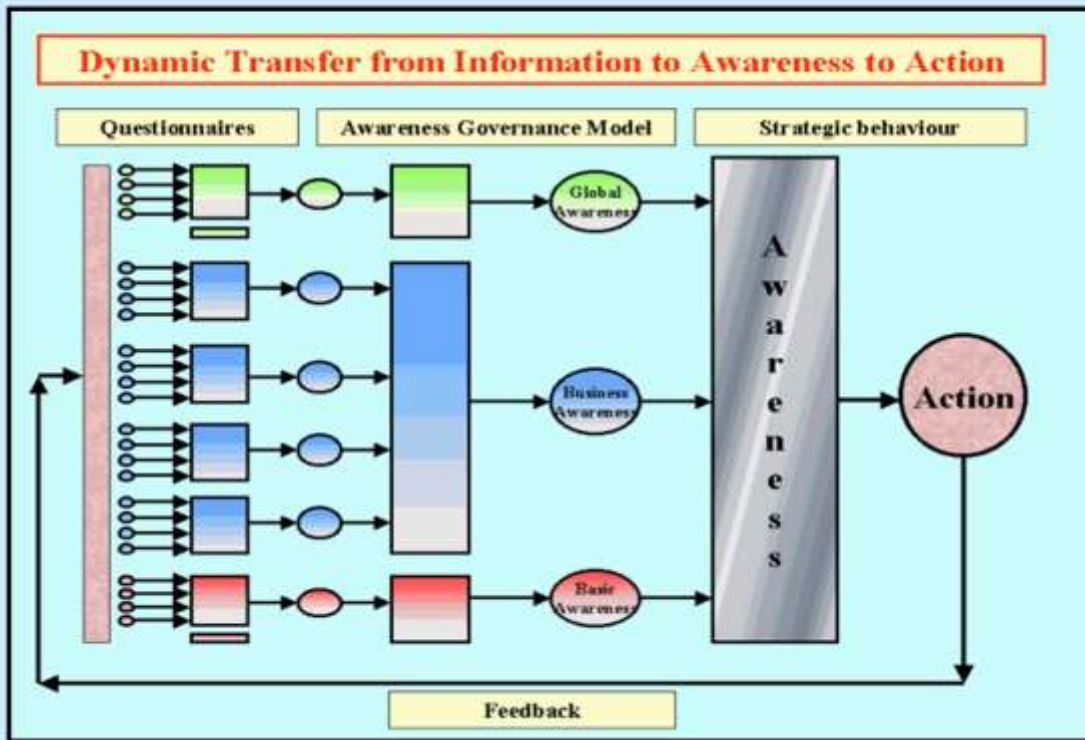 Dynamic Transfer from Information to Awareness to Action
Questionnaires
Awareness Governance Model
Strategic behaviour
Global
Awareness
Business
Awareness
Basic
Awareness
Awareness
Action
Feedback